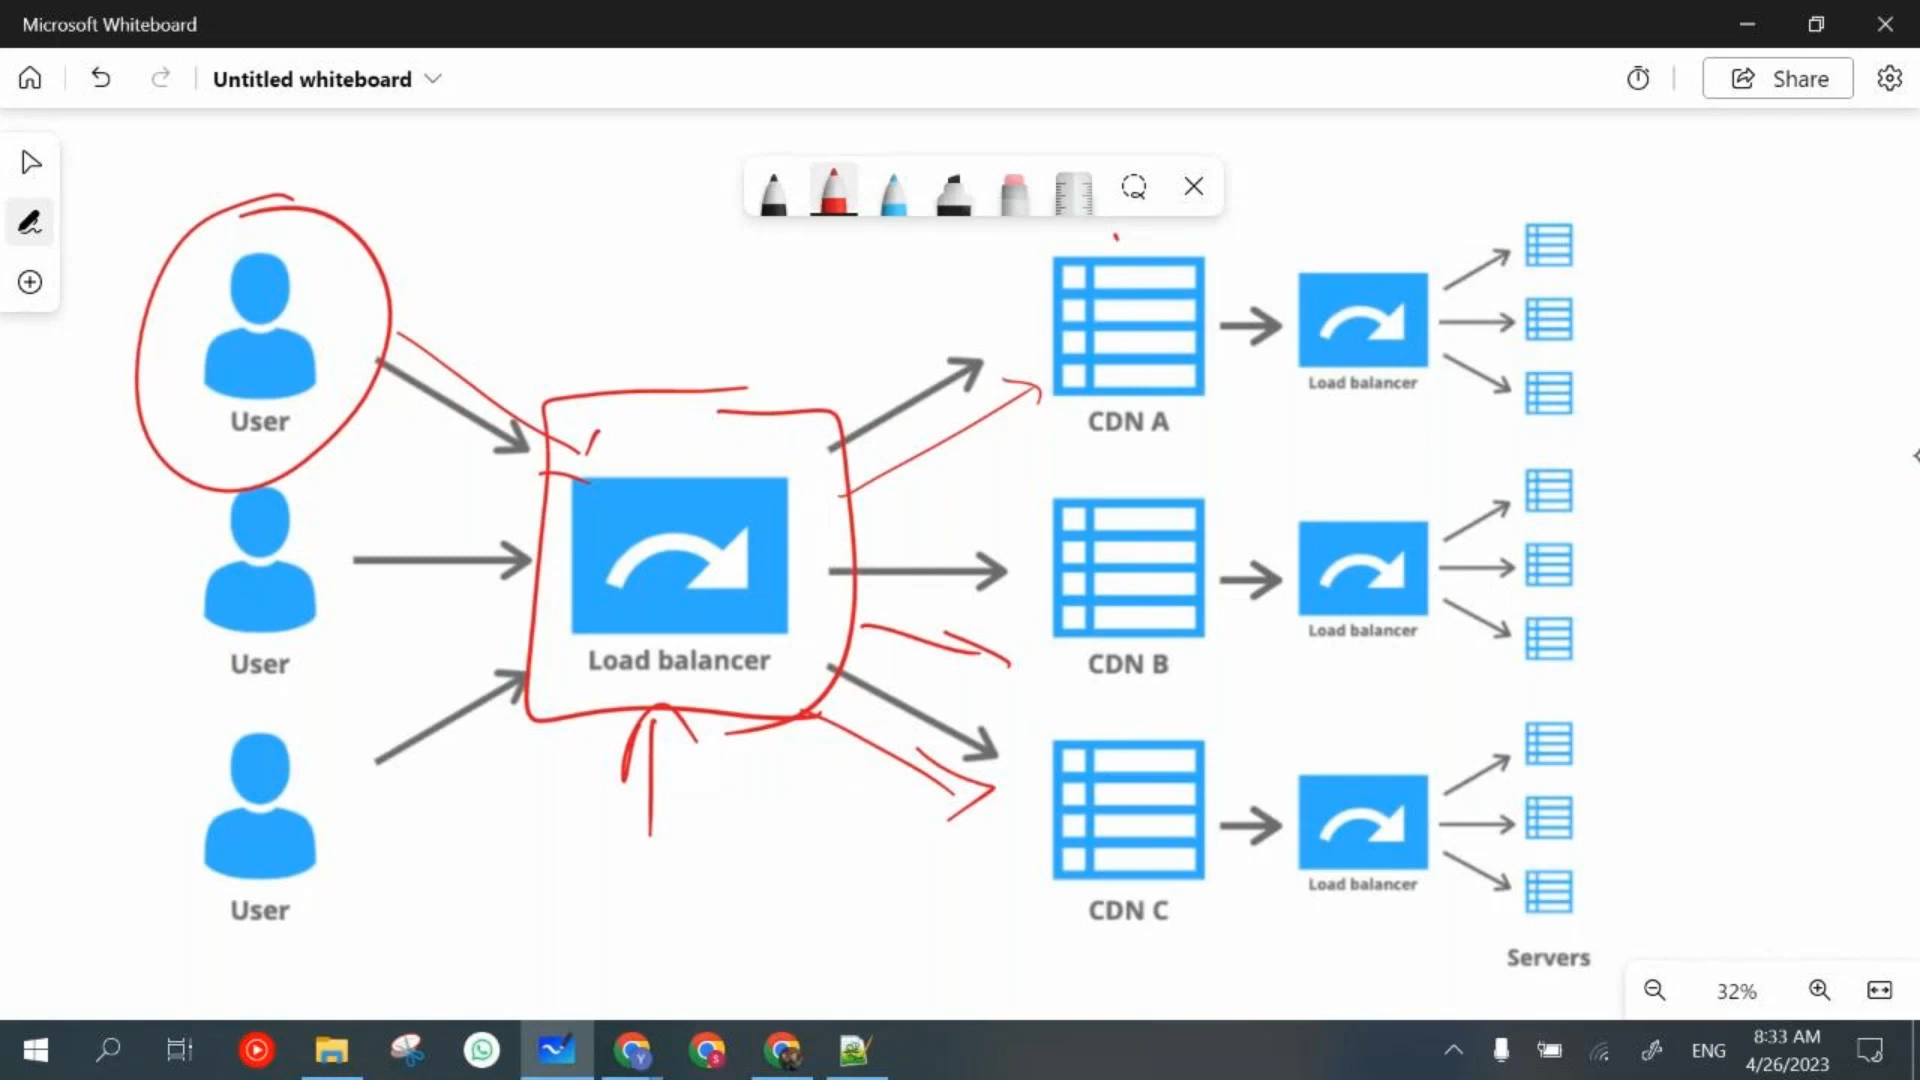 Microsoft Whiteboard
Untitled whiteboard
Share
User
User
User
Load balancer
CDN A
CDN B
CDN C
Load balancer
Load balancer
Load balancer
Servers
32%
Y
S
ENG
8:33 AM
4/26/2023